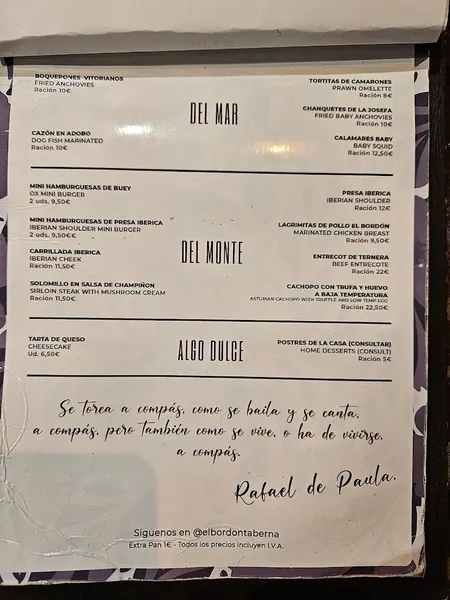 BOQUERONES VITORIANOS
FRIED ANCHOVIES
Ración 10€
CAZÓN EN ADOBO
DOG FISH MARINATED
Ración 10€
DEL MAR
TORTITAS DE CAMARONES
PRAWN OMELETTE
Ración 8€
CHANQUETES DE LA JOSEFA
FRIED BABY ANCHOVIES
Ración 10€
CALAMARES BABY
BABY SQUID
Ración 12,50€
MINI HAMBURGUESAS DE BUEY
OX MINI BURGER
2 uds. 9,50€
MINI HAMBURGUESAS DE PRESA IBERICA
IBERIAN SHOULDER MINI BURGER
2 uds. 9,50€€
CARRILLADA IBERICA
IBERIAN CHEEK
Ración 11,50€
SOLOMILLO EN SALSA DE CHAMPIÑON
SIRLOIN STEAK WITH MUSHROOM CREAM
Ración 11,50€
DEL MONTE
PRESA IBERICA
IBERIAN SHOULDER
Ración 12€
LAGRIMITAS DE POLLO EL BORDÓN
MARINATED CHICKEN BREAST
Ración 9,50€
ENTRECOT DE TERNERA
BEEF ENTRECOTE
Ración 22€
CACHOPO CON TRUFA Y HUEVO
A BAJA TEMPERATURA
ASTURIAN CACHOPO WITH TRUFFLE AND LOW TEMP EGG
Ración 22,50€
TARTA DE QUESO
CHEESECAKE
Ud. 6,50€
ALGO DULCE
POSTRES DE LA CASA (CONSULTAR)
HOME DESSERTS (CONSULT)
Ración 5€
Se torea a compás, como se baila y se canta,
a compás, pero también como se vive, o ha de vivirse,
a compás.
Rafael de Paula.
Siguenos en @elbordontaberna
Extra Pan 1€ - Todos los precios incluyen I.V.A.